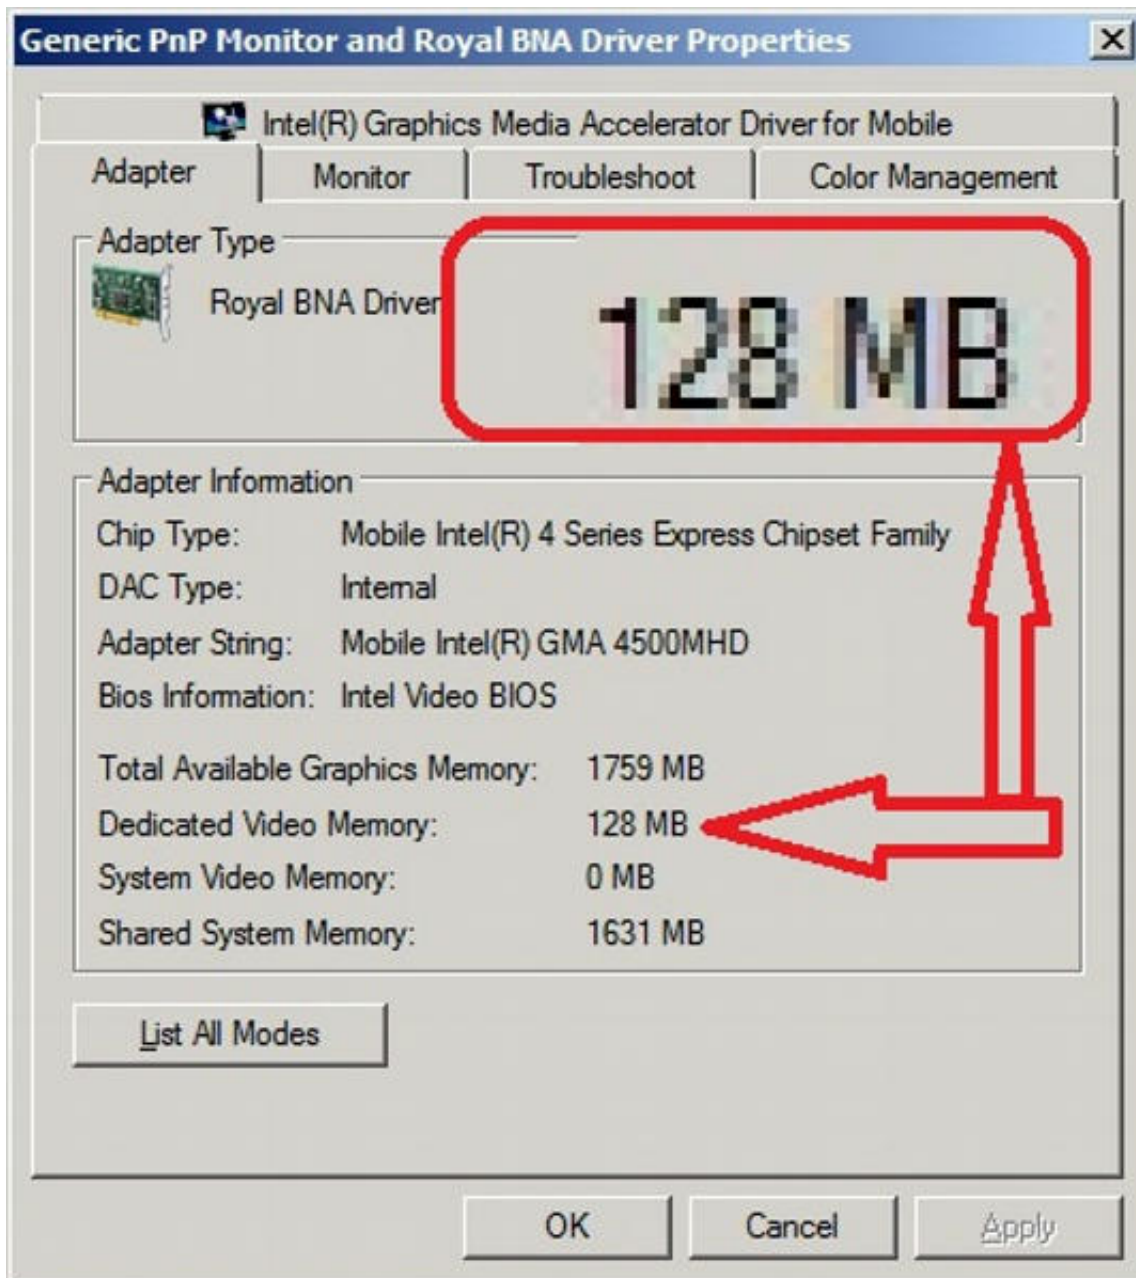 Generic PnP Monitor and Royal BNA Driver Properties
Intel(R) Graphics Media Accelerator Driver for Mobile
Adapter Monitor Troubleshoot Color Management
Adapter Type
Royal BNA Driver
128 MB
Adapter Information
Chip Type: Mobile Intel(R) 4 Series Express Chipset Family
DAC Type: Internal
Adapter String: Mobile Intel(R) GMA 4500MHD
Bios Information: Intel Video BIOS
Total Available Graphics Memory: 1759 MB
Dedicated Video Memory: 128 MB
System Video Memory: 0 MB
Shared System Memory: 1631 MB
List All Modes
OK Cancel Apply